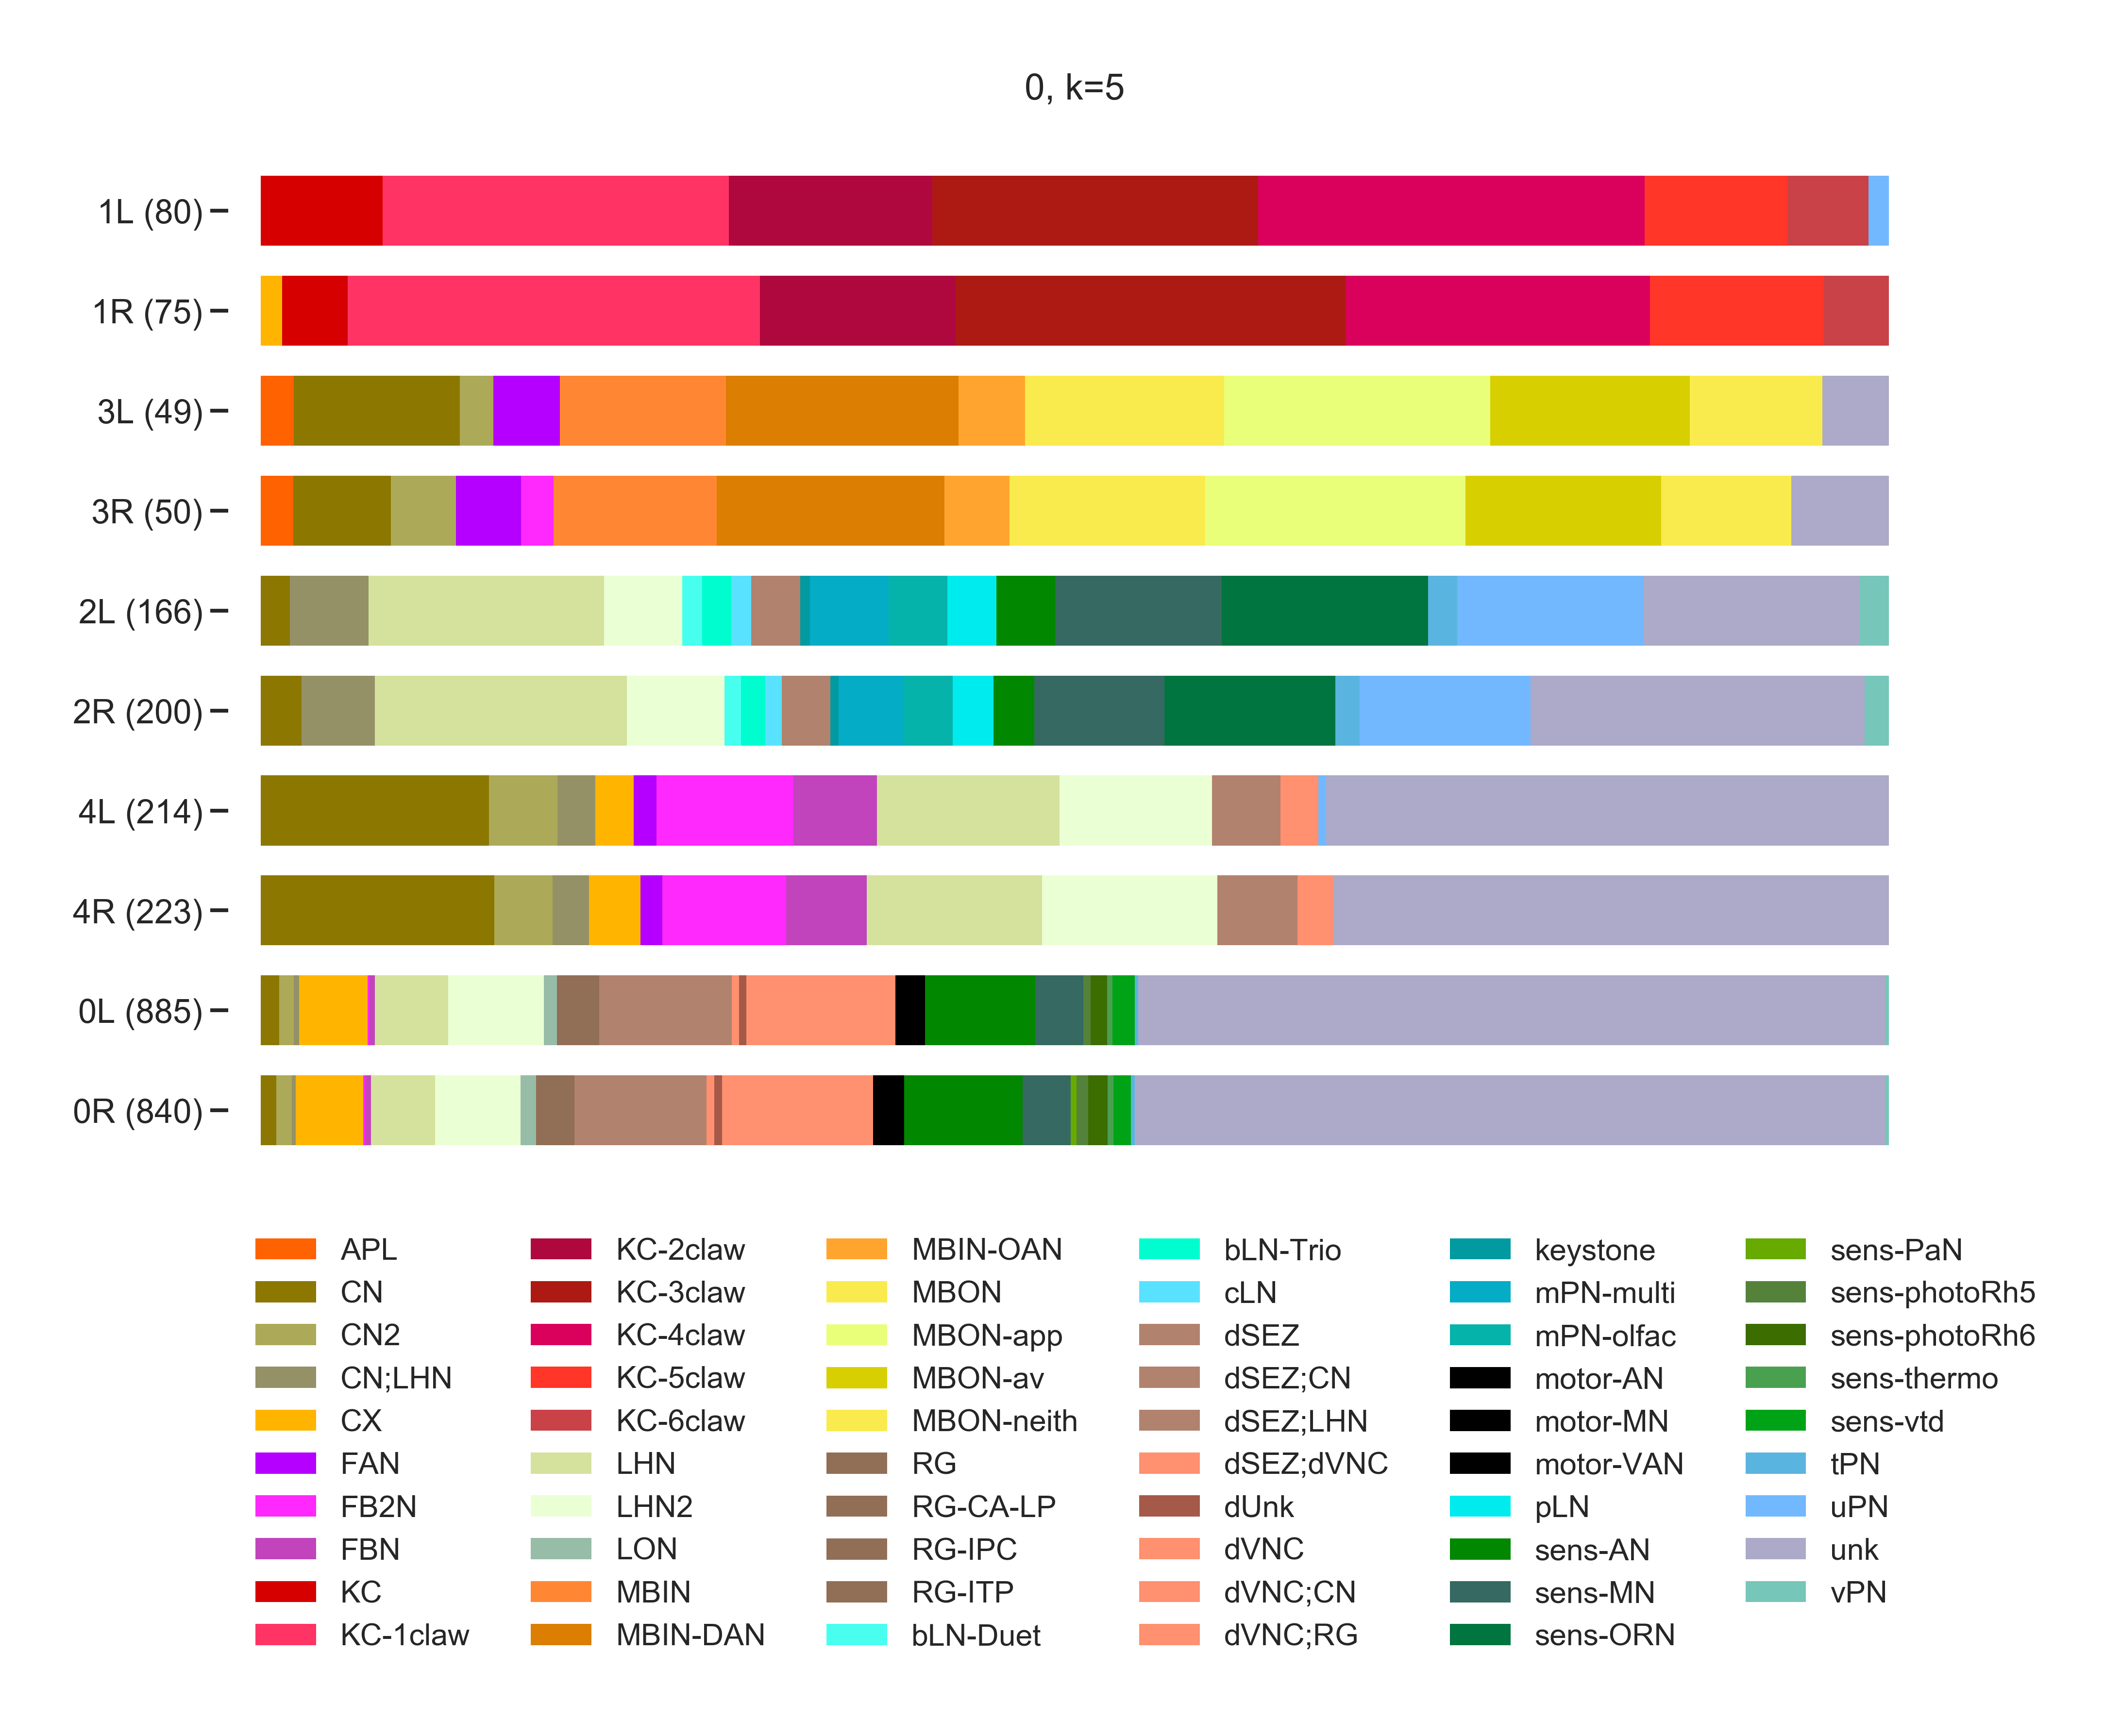 0, k=5
1L (80)
1R (75)
3L (49)
3R (50)
2L (166)
2R (200)
4L (214)
4R (223)
0L (885)
0R (840)
APL
CN
CN2
CN;LHN
CX
FAN
FB2N
FBN
KC
KC-1claw
KC-2claw
KC-3claw
KC-4claw
KC-5claw
KC-6claw
LHN
LHN2
LON
MBIN
MBIN-DAN
MBIN-OAN
MBON
MBON-app
MBON-av
MBON-neith
RG
RG-CA-LP
RG-IPC
RG-ITP
bLN-Duet
bLN-Trio
cLN
dSEZ
dSEZ;CN
dSEZ;LHN
dSEZ;dVNC
dUnk
dVNC
dVNC;CN
dVNC;RG
keystone
mPN-multi
mPN-olfac
motor-AN
motor-MN
motor-VAN
pLN
sens-AN
sens-MN
sens-ORN
sens-PaN
sens-photoRh5
sens-photoRh6
sens-thermo
sens-vtd
tPN
uPN
unk
vPN